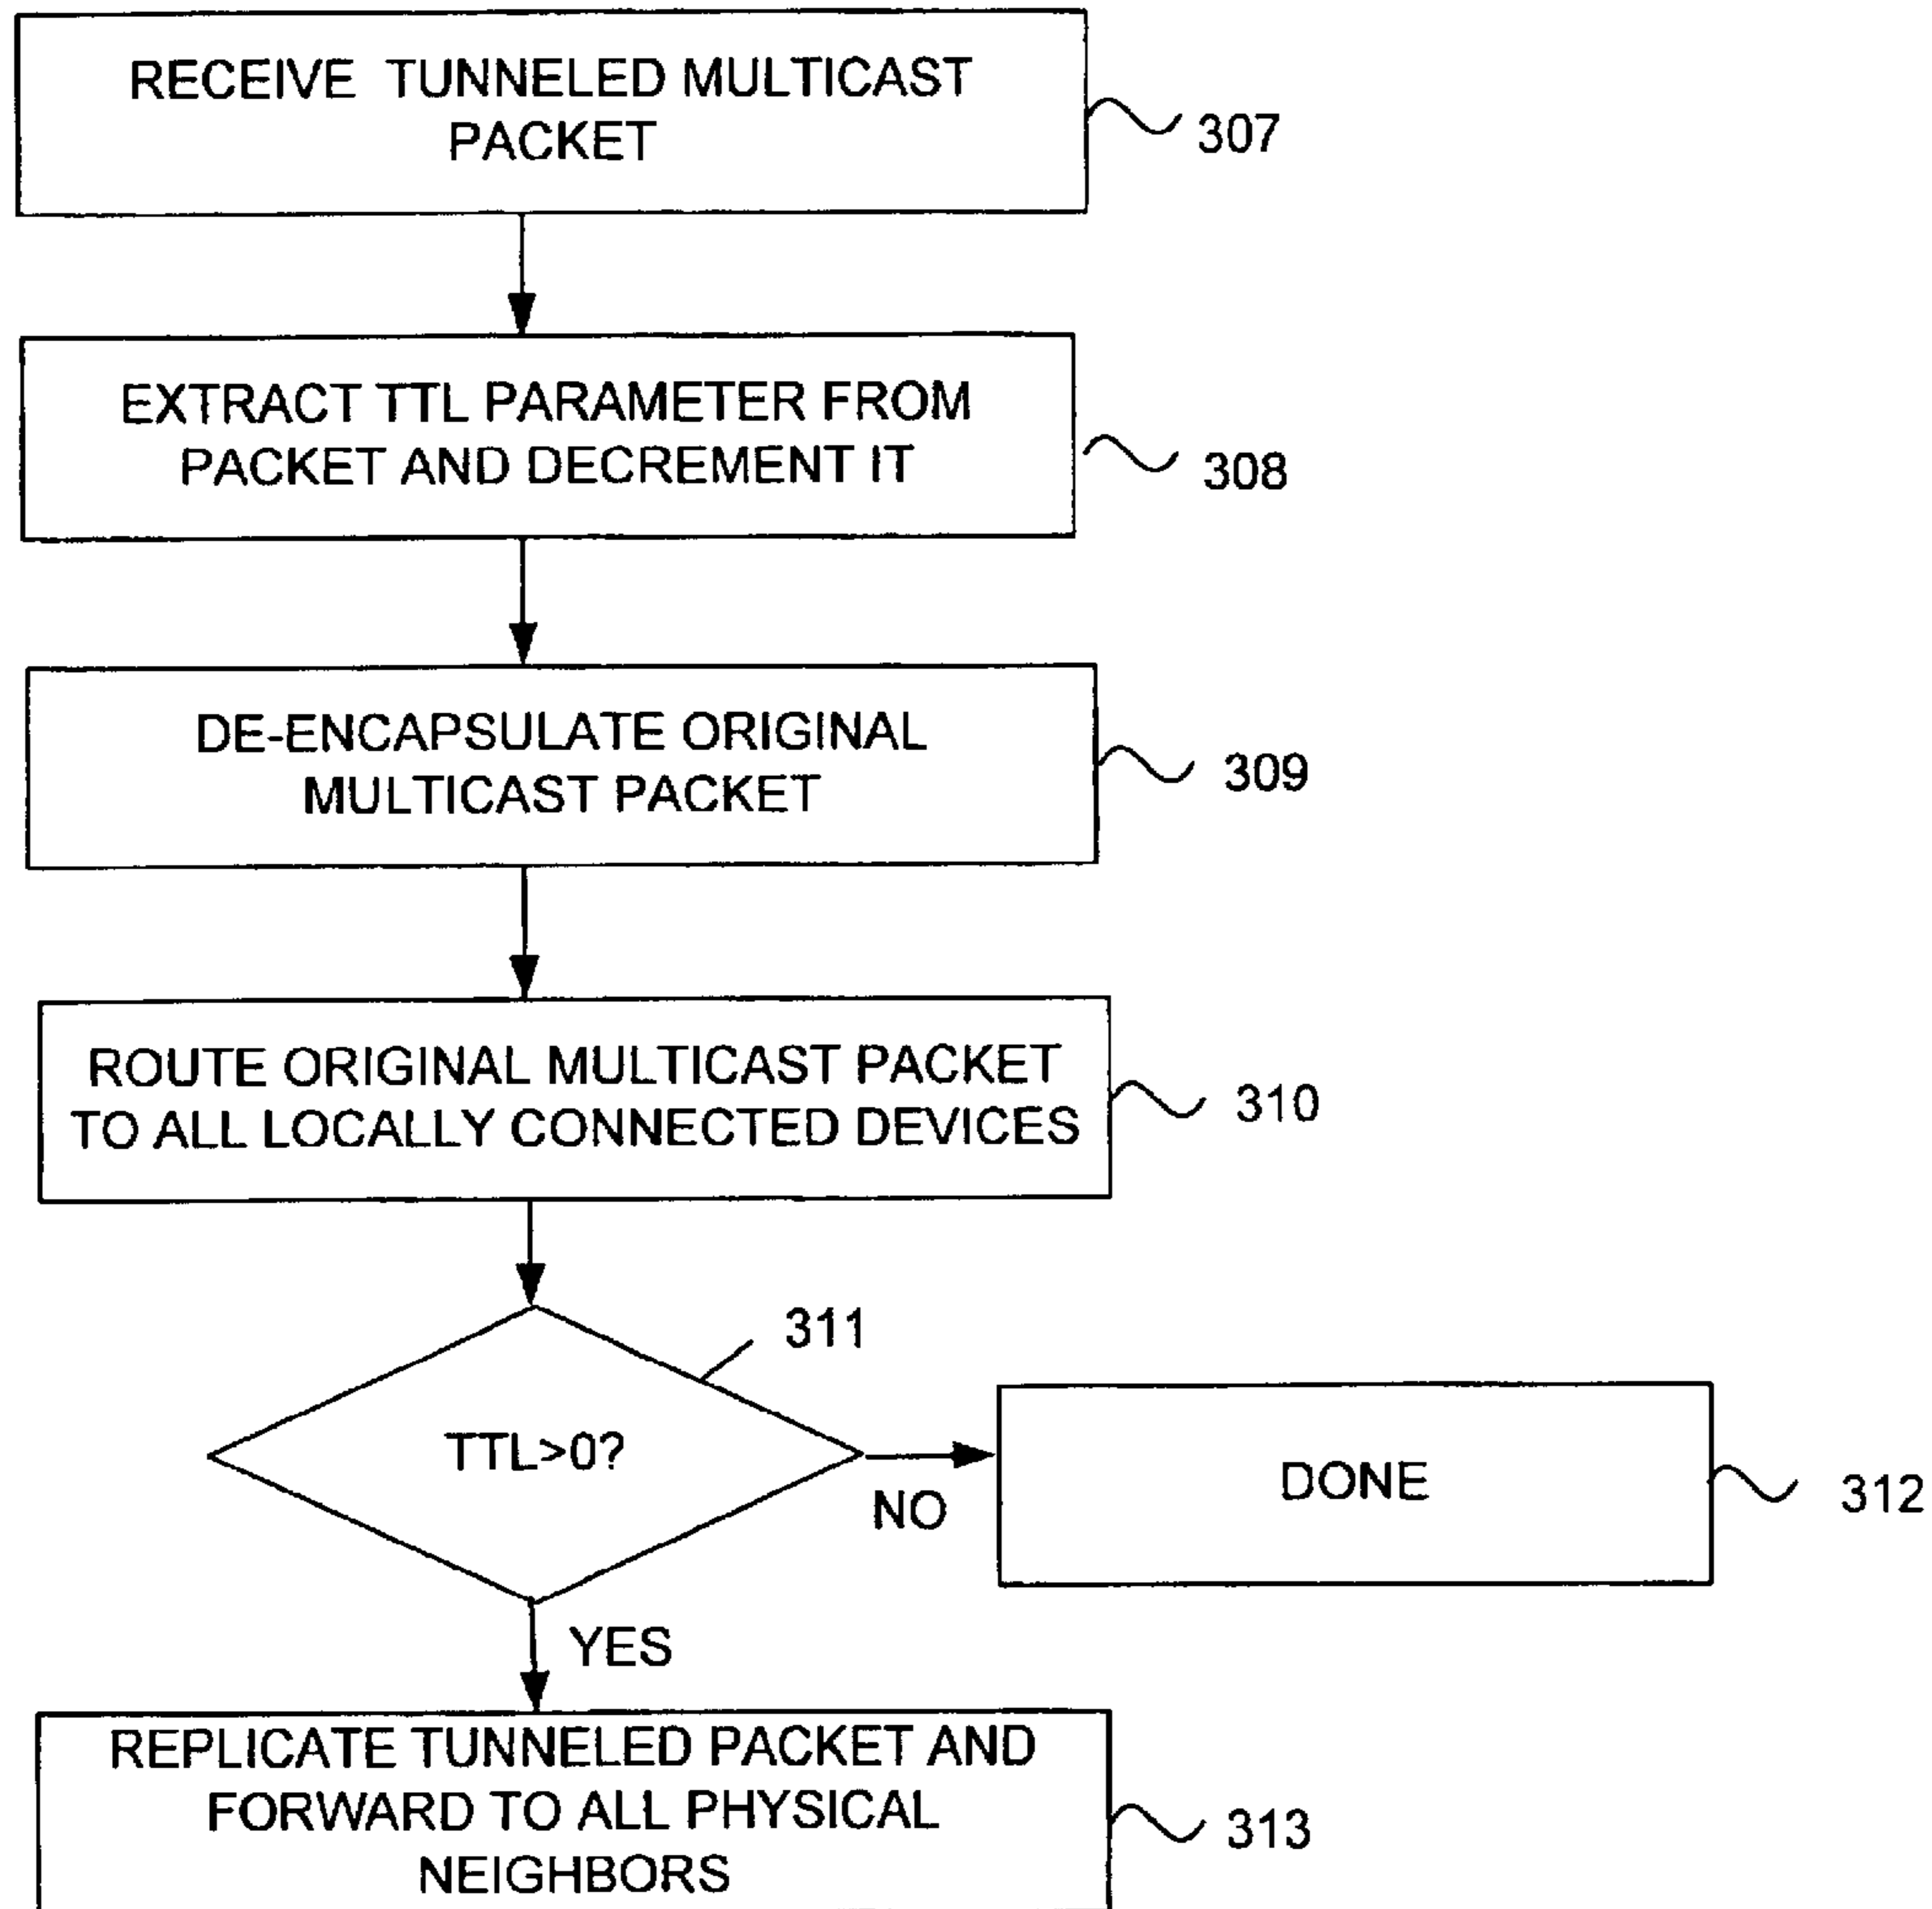 RECEIVE TUNNELED MULTICAST
PACKET
307
EXTRACT TTL PARAMETER FROM
PACKET AND DECREMENT IT
308
DE-ENCAPSULATE ORIGINAL
MULTICAST PACKET
309
ROUTE ORIGINAL MULTICAST PACKET
TO ALL LOCALLY CONNECTED DEVICES
310
311
TTL>0?
NO
DONE
312
YES
REPLICATE TUNNELED PACKET AND
FORWARD TO ALL PHYSICAL
NEIGHBORS
313